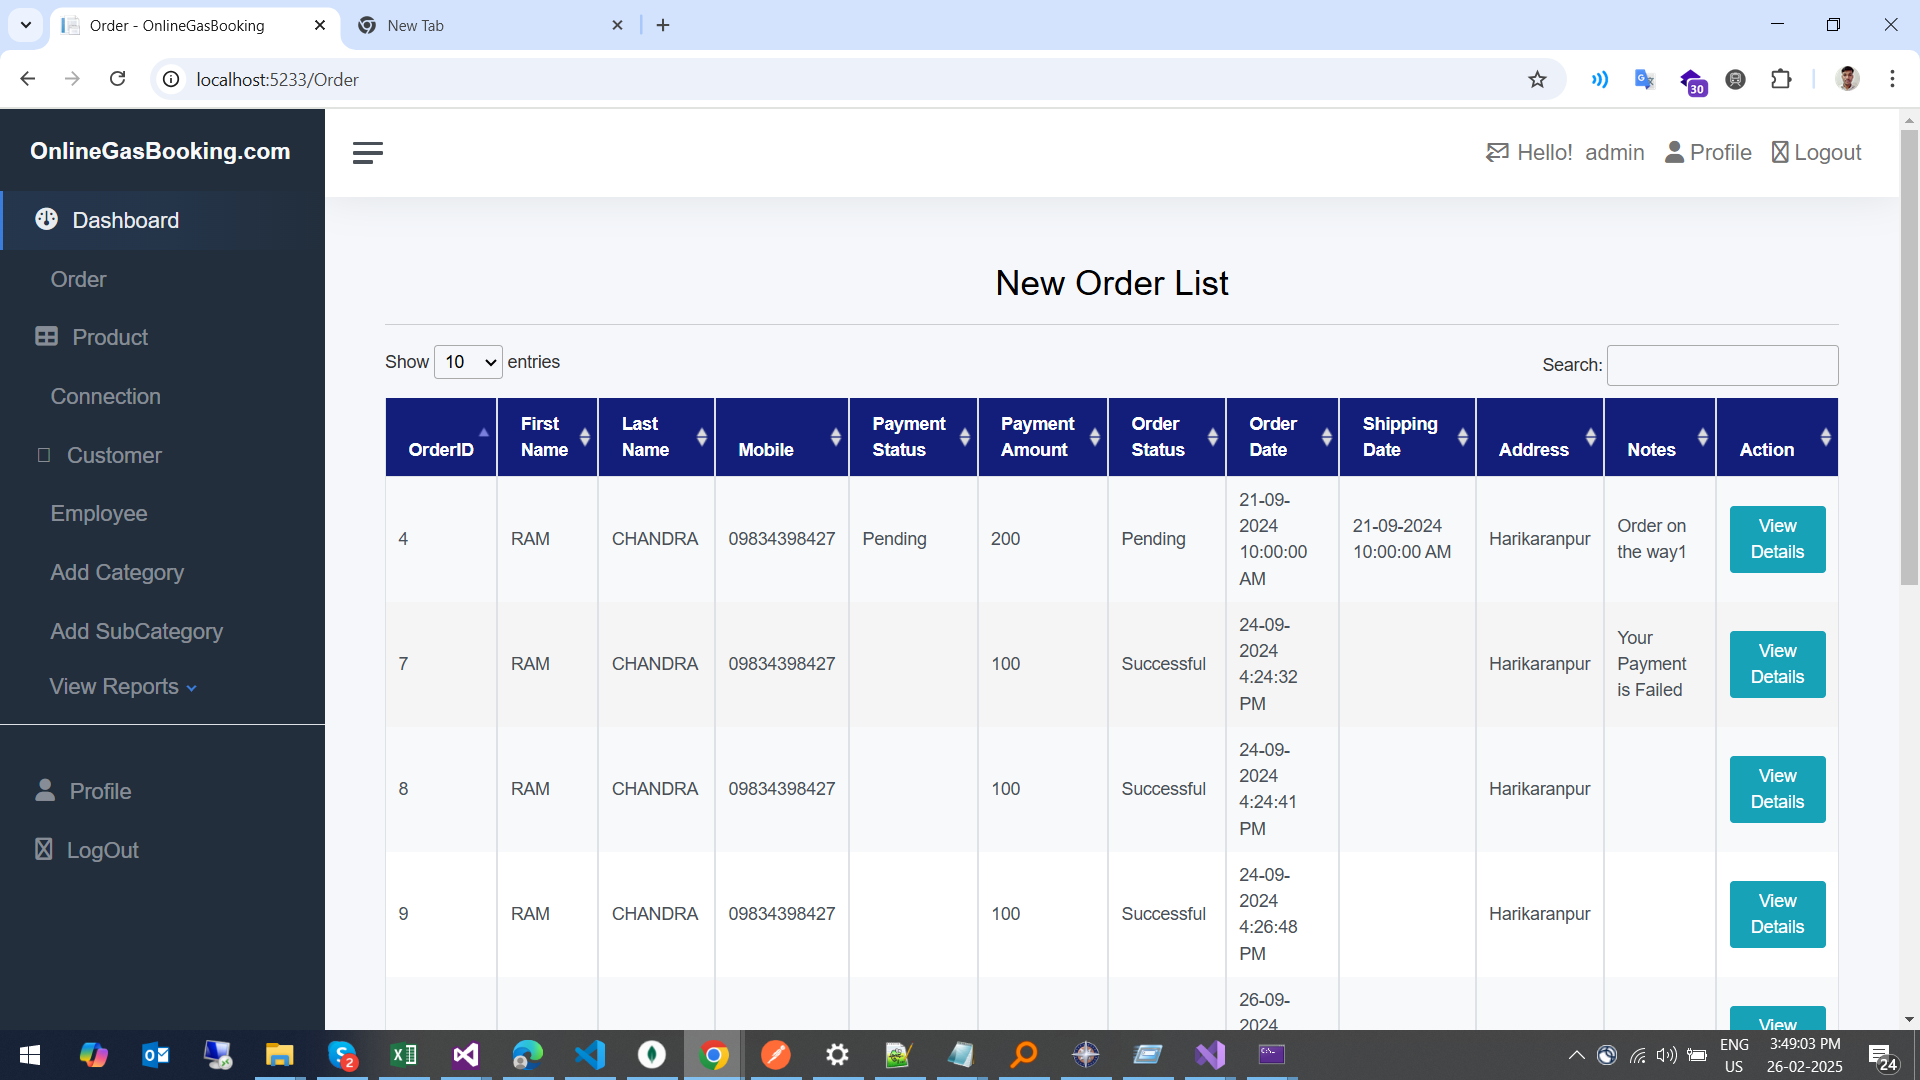 Order - OnlineGasBooking
New Tab
localhost:5233/Order
30
OnlineGasBooking.com
Hello! admin Profile Logout
Dashboard
Order
Product
Connection
Customer
Employee
Add Category
Add SubCategory
View Reports
Profile
LogOut
New Order List
Show 10 entries
Search:
OrderID First Name Last Name Mobile Payment Status Payment Amount Order Status Order Date Shipping Date Address Notes Action
4 RAM CHANDRA 09834398427 Pending 200 Pending 21-09-2024 10:00:00 AM 21-09-2024 10:00:00 AM Harikaranpur Order on the way1 View Details
7 RAM CHANDRA 09834398427 100 Successful 24-09-2024 4:24:32 PM Harikaranpur Your Payment is Failed View Details
8 RAM CHANDRA 09834398427 100 Successful 24-09-2024 4:24:41 PM Harikaranpur View Details
9 RAM CHANDRA 09834398427 100 Successful 24-09-2024 4:26:48 PM Harikaranpur View Details
26-09-2024 View
2
ENG
US
3:49:03 PM
26-02-2025
24